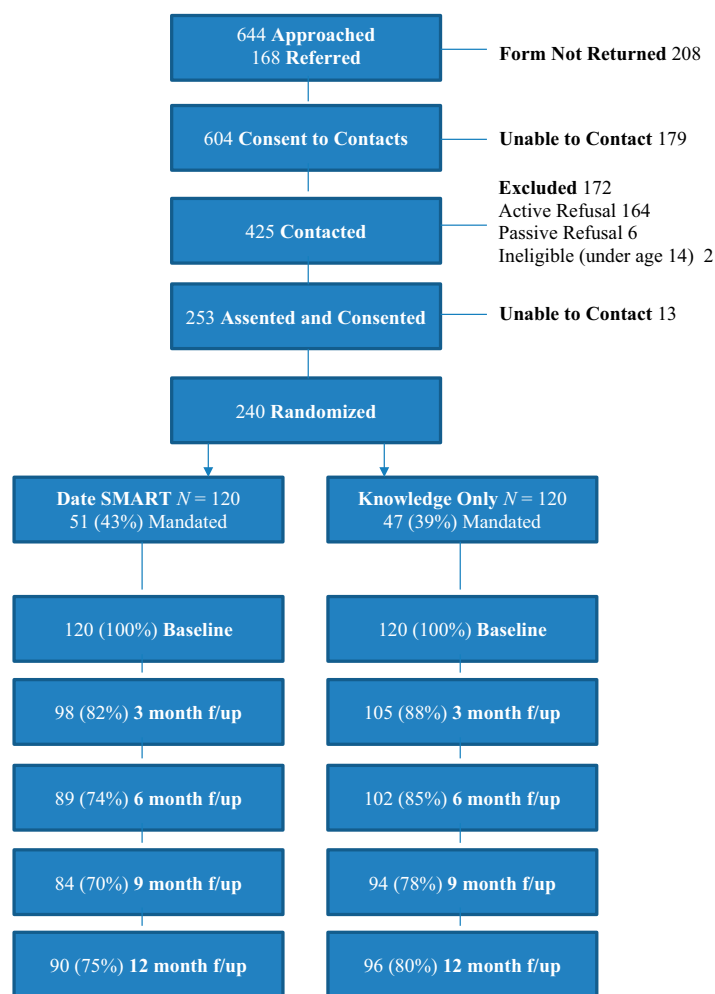 644 Approached
168 Referred
Form Not Returned 208
604 Consent to Contacts
Unable to Contact 179
425 Contacted
Excluded 172
Active Refusal 164
Passive Refusal 6
Ineligible (under age 14) 2
253 Assented and Consented
Unable to Contact 13
240 Randomized
Date SMART N = 120
51 (43%) Mandated
Knowledge Only N = 120
47 (39%) Mandated
120 (100%) Baseline
120 (100%) Baseline
98 (82%) 3 month f/up
105 (88%) 3 month f/up
89 (74%) 6 month f/up
102 (85%) 6 month f/up
84 (70%) 9 month f/up
94 (78%) 9 month f/up
90 (75%) 12 month f/up
96 (80%) 12 month f/up